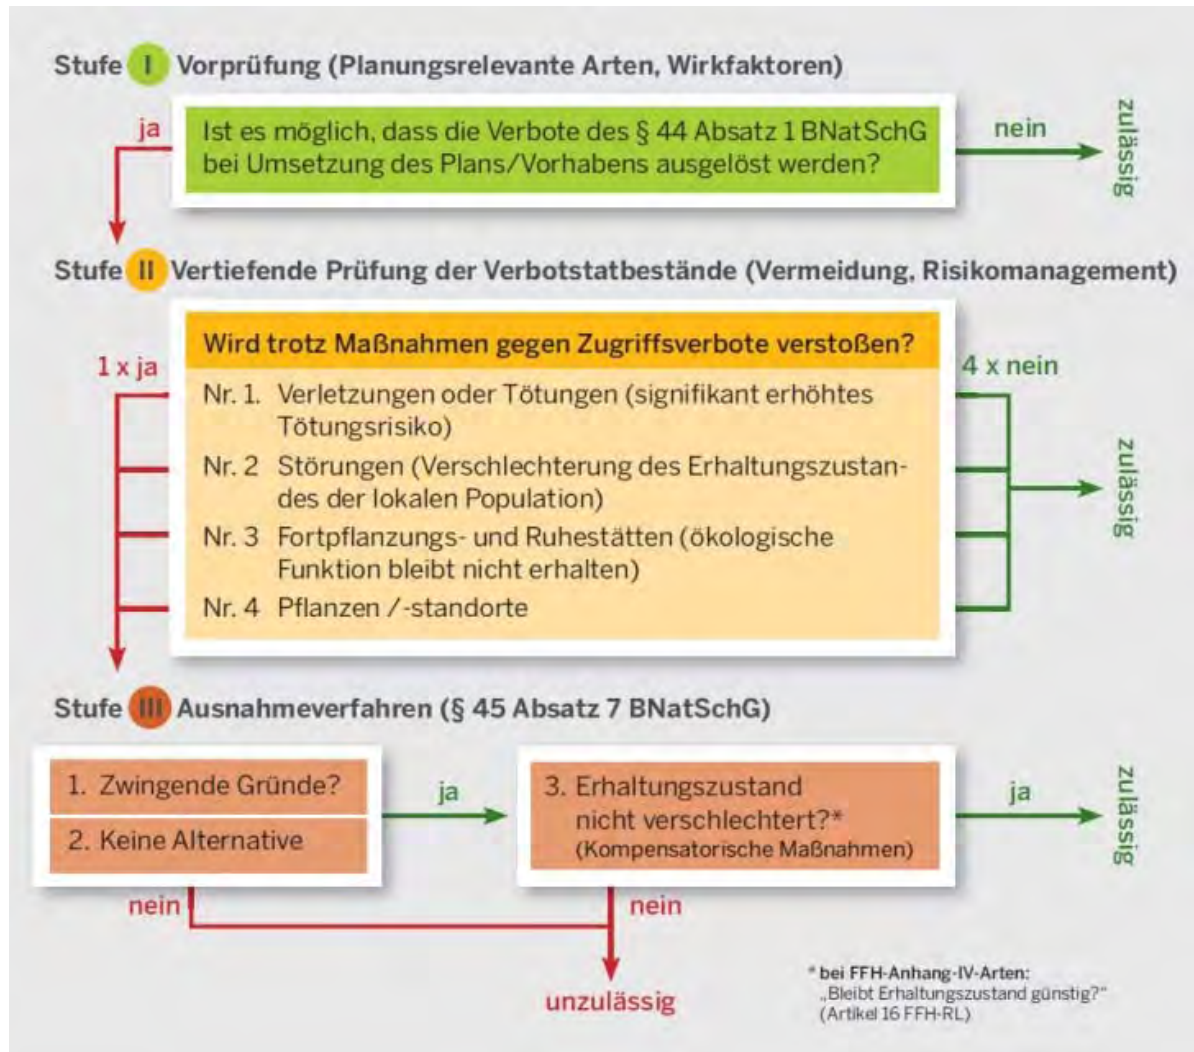 Stufe I Vorprüfung (Planungsrelevante Arten, Wirkfaktoren)
ja
Ist es möglich, dass die Verbote des § 44 Absatz 1 BNatSchG
bei Umsetzung des Plans/Vorhabens ausgelöst werden?
nein
zulässig
Stufe II Vertiefende Prüfung der Verbotstatbestände (Vermeidung, Risikomanagement)
1 x ja
Wird trotz Maßnahmen gegen Zugriffsverbote verstoßen?
4 x nein
Nr. 1. Verletzungen oder Tötungen (signifikant erhöhtes
Tötungsrisiko)
Nr. 2 Störungen (Verschlechterung des Erhaltungszustan-
des der lokalen Population)
Nr. 3 Fortpflanzungs- und Ruhestätten (ökologische
Funktion bleibt nicht erhalten)
Nr. 4 Pflanzen /-standorte
zulässig
Stufe III Ausnahmeverfahren (§ 45 Absatz 7 BNatSchG)
1. Zwingende Gründe?
2. Keine Alternative
ja
3. Erhaltungszustand
nicht verschlechtert?*
(Kompensatorische Maßnahmen)
ja
zulässig
nein
nein
unzulässig
* bei FFH-Anhang-IV-Arten:
„Bleibt Erhaltungszustand günstig?"
(Artikel 16 FFH-RL)